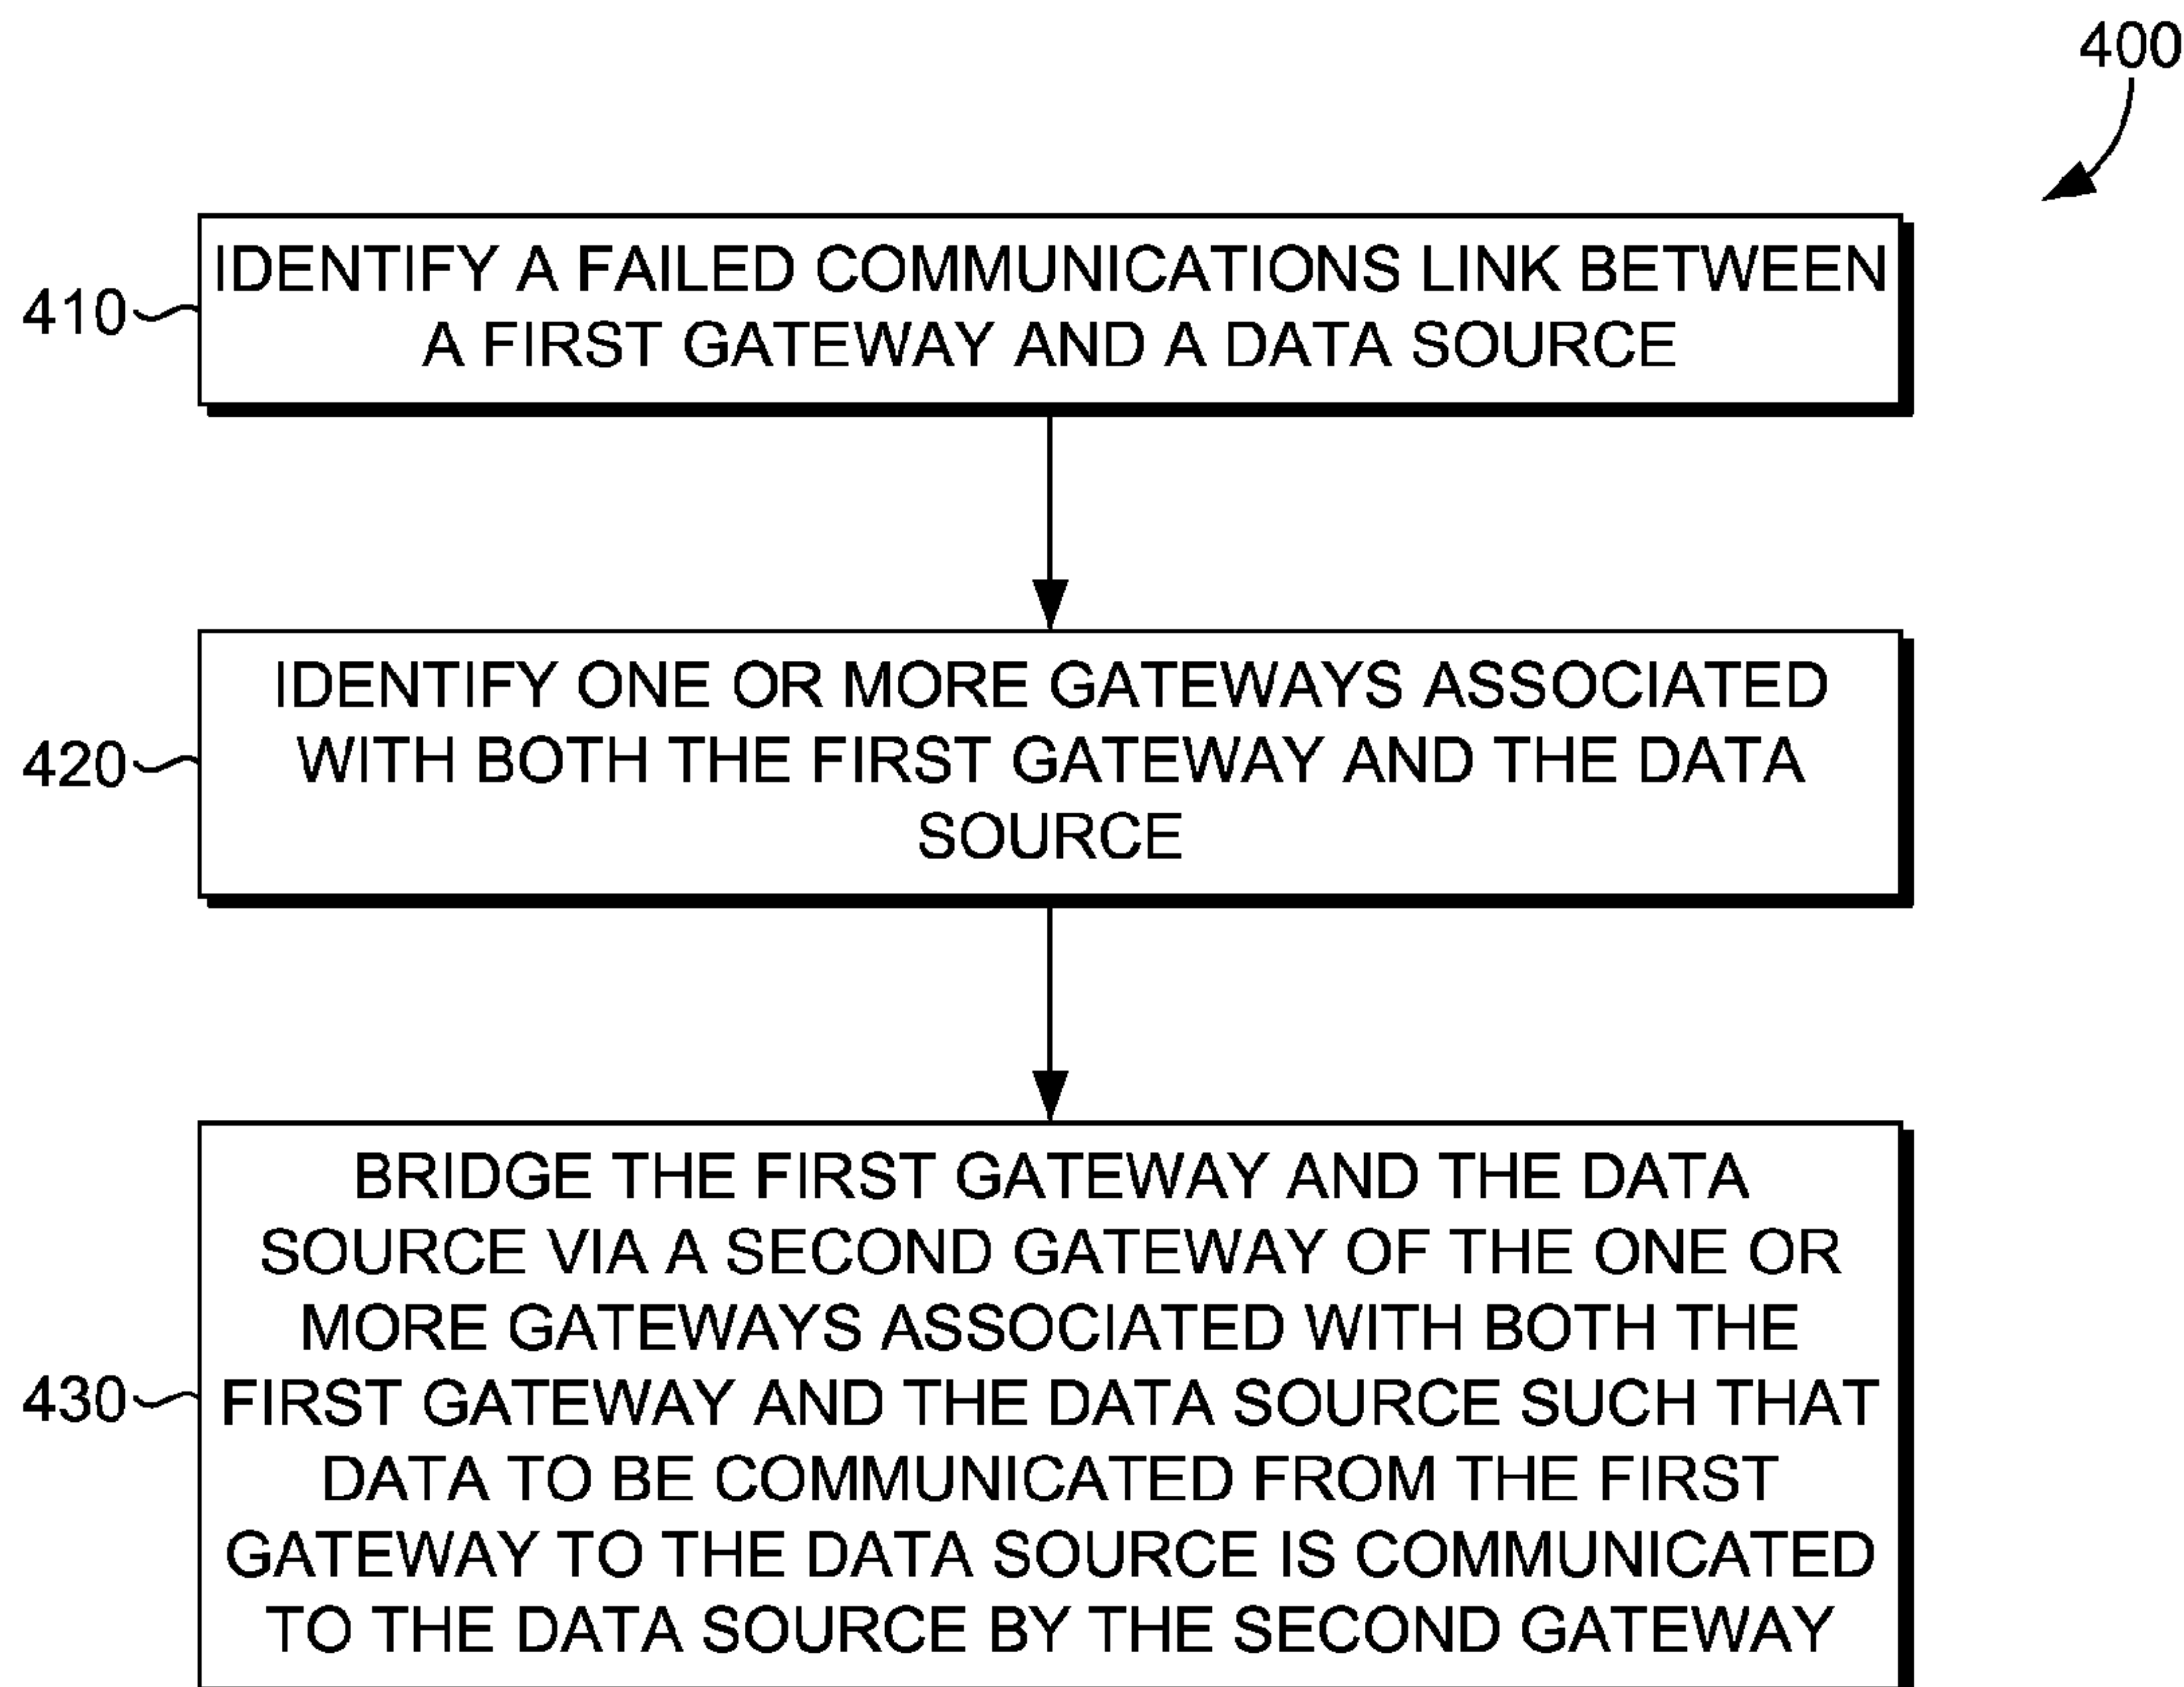 400
410
IDENTIFY A FAILED COMMUNICATIONS LINK BETWEEN
A FIRST GATEWAY AND A DATA SOURCE
420
IDENTIFY ONE OR MORE GATEWAYS ASSOCIATED
WITH BOTH THE FIRST GATEWAY AND THE DATA
SOURCE
430
BRIDGE THE FIRST GATEWAY AND THE DATA
SOURCE VIA A SECOND GATEWAY OF THE ONE OR
MORE GATEWAYS ASSOCIATED WITH BOTH THE
FIRST GATEWAY AND THE DATA SOURCE SUCH THAT
DATA TO BE COMMUNICATED FROM THE FIRST
GATEWAY TO THE DATA SOURCE IS COMMUNICATED
TO THE DATA SOURCE BY THE SECOND GATEWAY